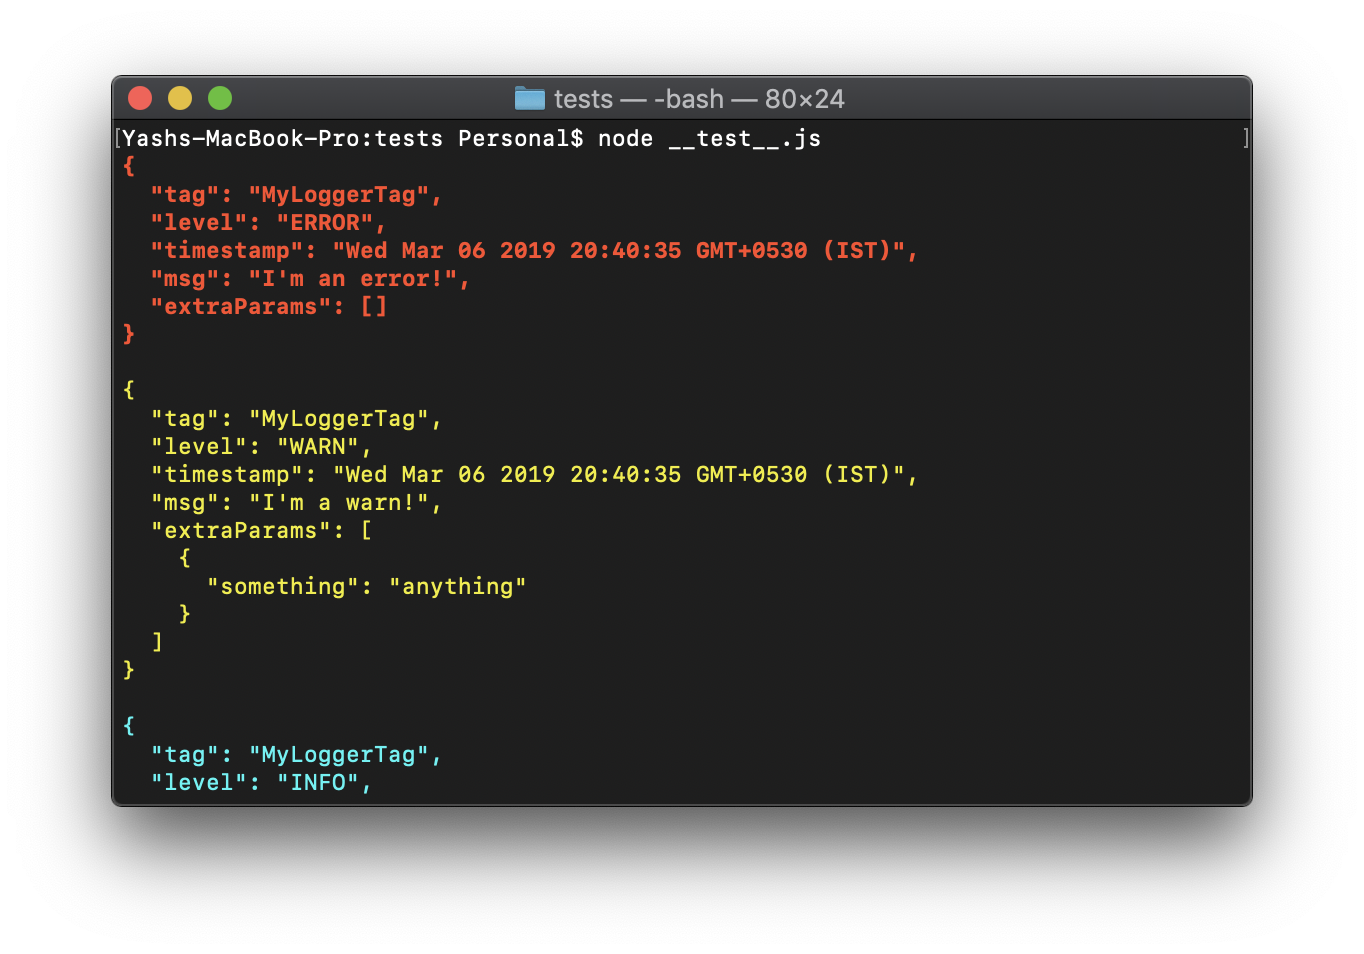 tests — -bash — 80×24
[Yashs-MacBook-Pro:tests Personal$ node __test__.js ]
{
  "tag": "MyLoggerTag",
  "level": "ERROR",
  "timestamp": "Wed Mar 06 2019 20:40:35 GMT+0530 (IST)",
  "msg": "I'm an error!",
  "extraParams": []
}
{
  "tag": "MyLoggerTag",
  "level": "WARN",
  "timestamp": "Wed Mar 06 2019 20:40:35 GMT+0530 (IST)",
  "msg": "I'm a warn!",
  "extraParams": [
    {
      "something": "anything"
    }
  ]
}
{
  "tag": "MyLoggerTag",
  "level": "INFO",